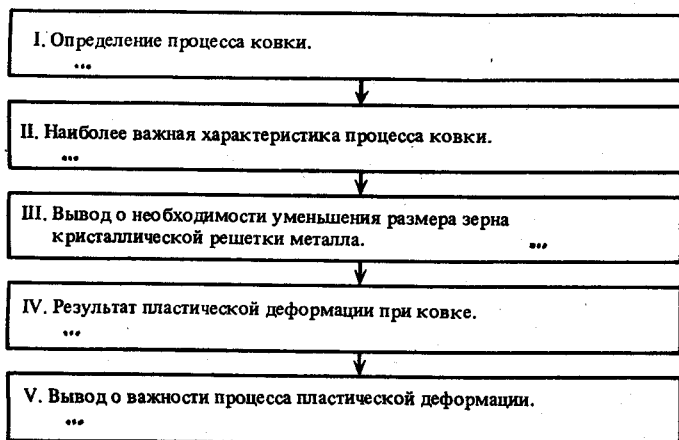 I. Определение процесса ковки.
...
II. Наиболее важная характеристика процесса ковки.
...
III. Вывод о необходимости уменьшения размера зерна
кристаллической решетки металла. ...
IV. Результат пластической деформации при ковке.
...
V. Вывод о важности процесса пластической деформации.
...